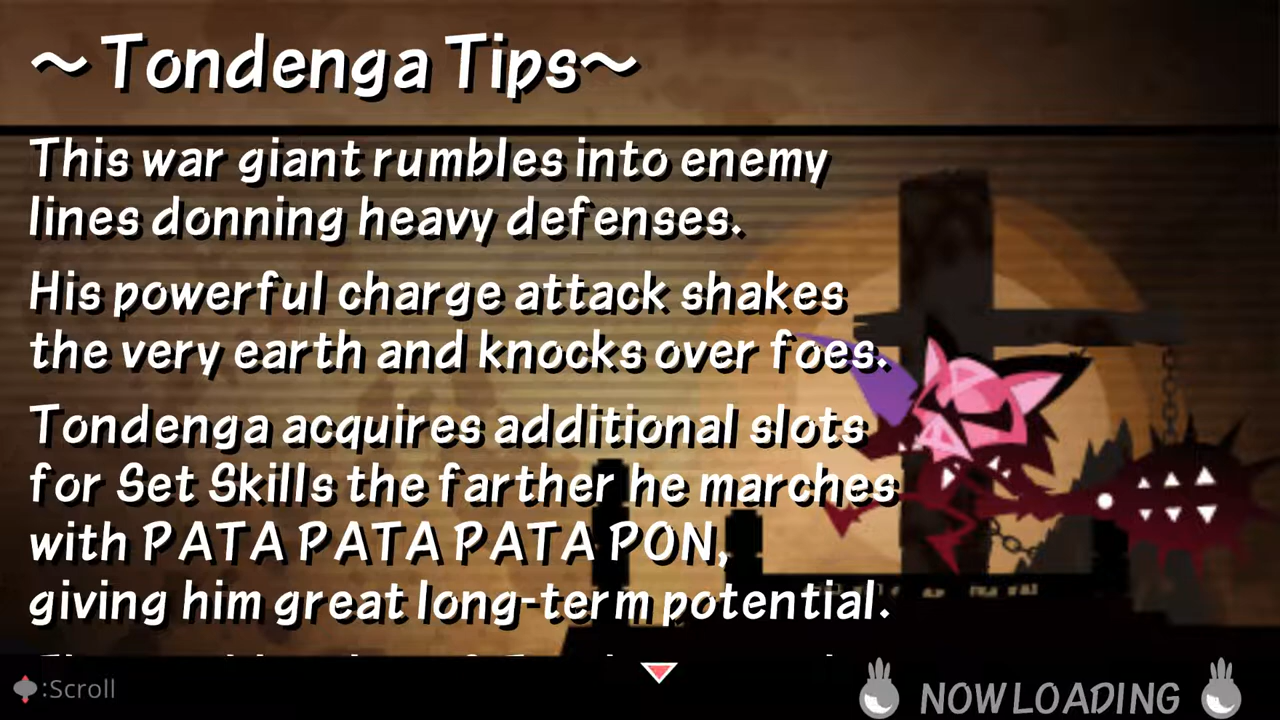 ～Tondenga Tips～
This war giant rumbles into enemy
lines donning heavy defenses.
His powerful charge attack shakes
the very earth and knocks over foes.
Tondenga acquires additional slots
for Set Skills the farther he marches
with PATA PATA PATA PON,
giving him great long-term potential.
:Scroll
NOW LOADING